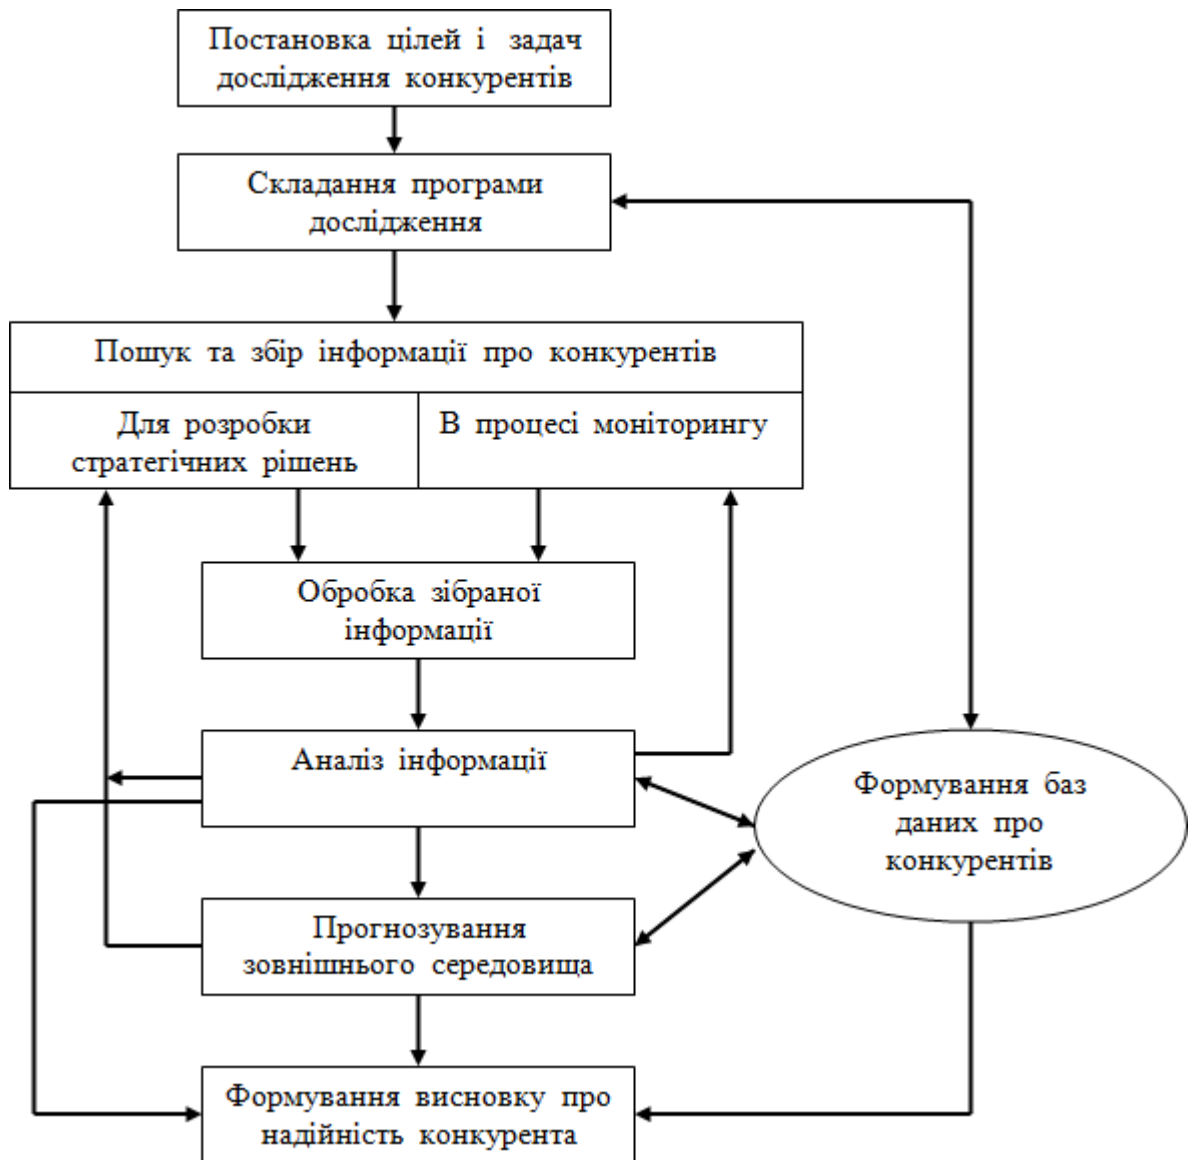 Постановка цілей і задач
дослідження конкурентів
Складання програми
дослідження
Пошук та збір інформації про конкурентів
Для розробки
стратегічних рішень
В процесі моніторингу
Обробка зібраної
інформації
Аналіз інформації
Формування баз
даних про
конкурентів
Прогнозування
зовнішнього середовища
Формування висновку про
надійність конкурента